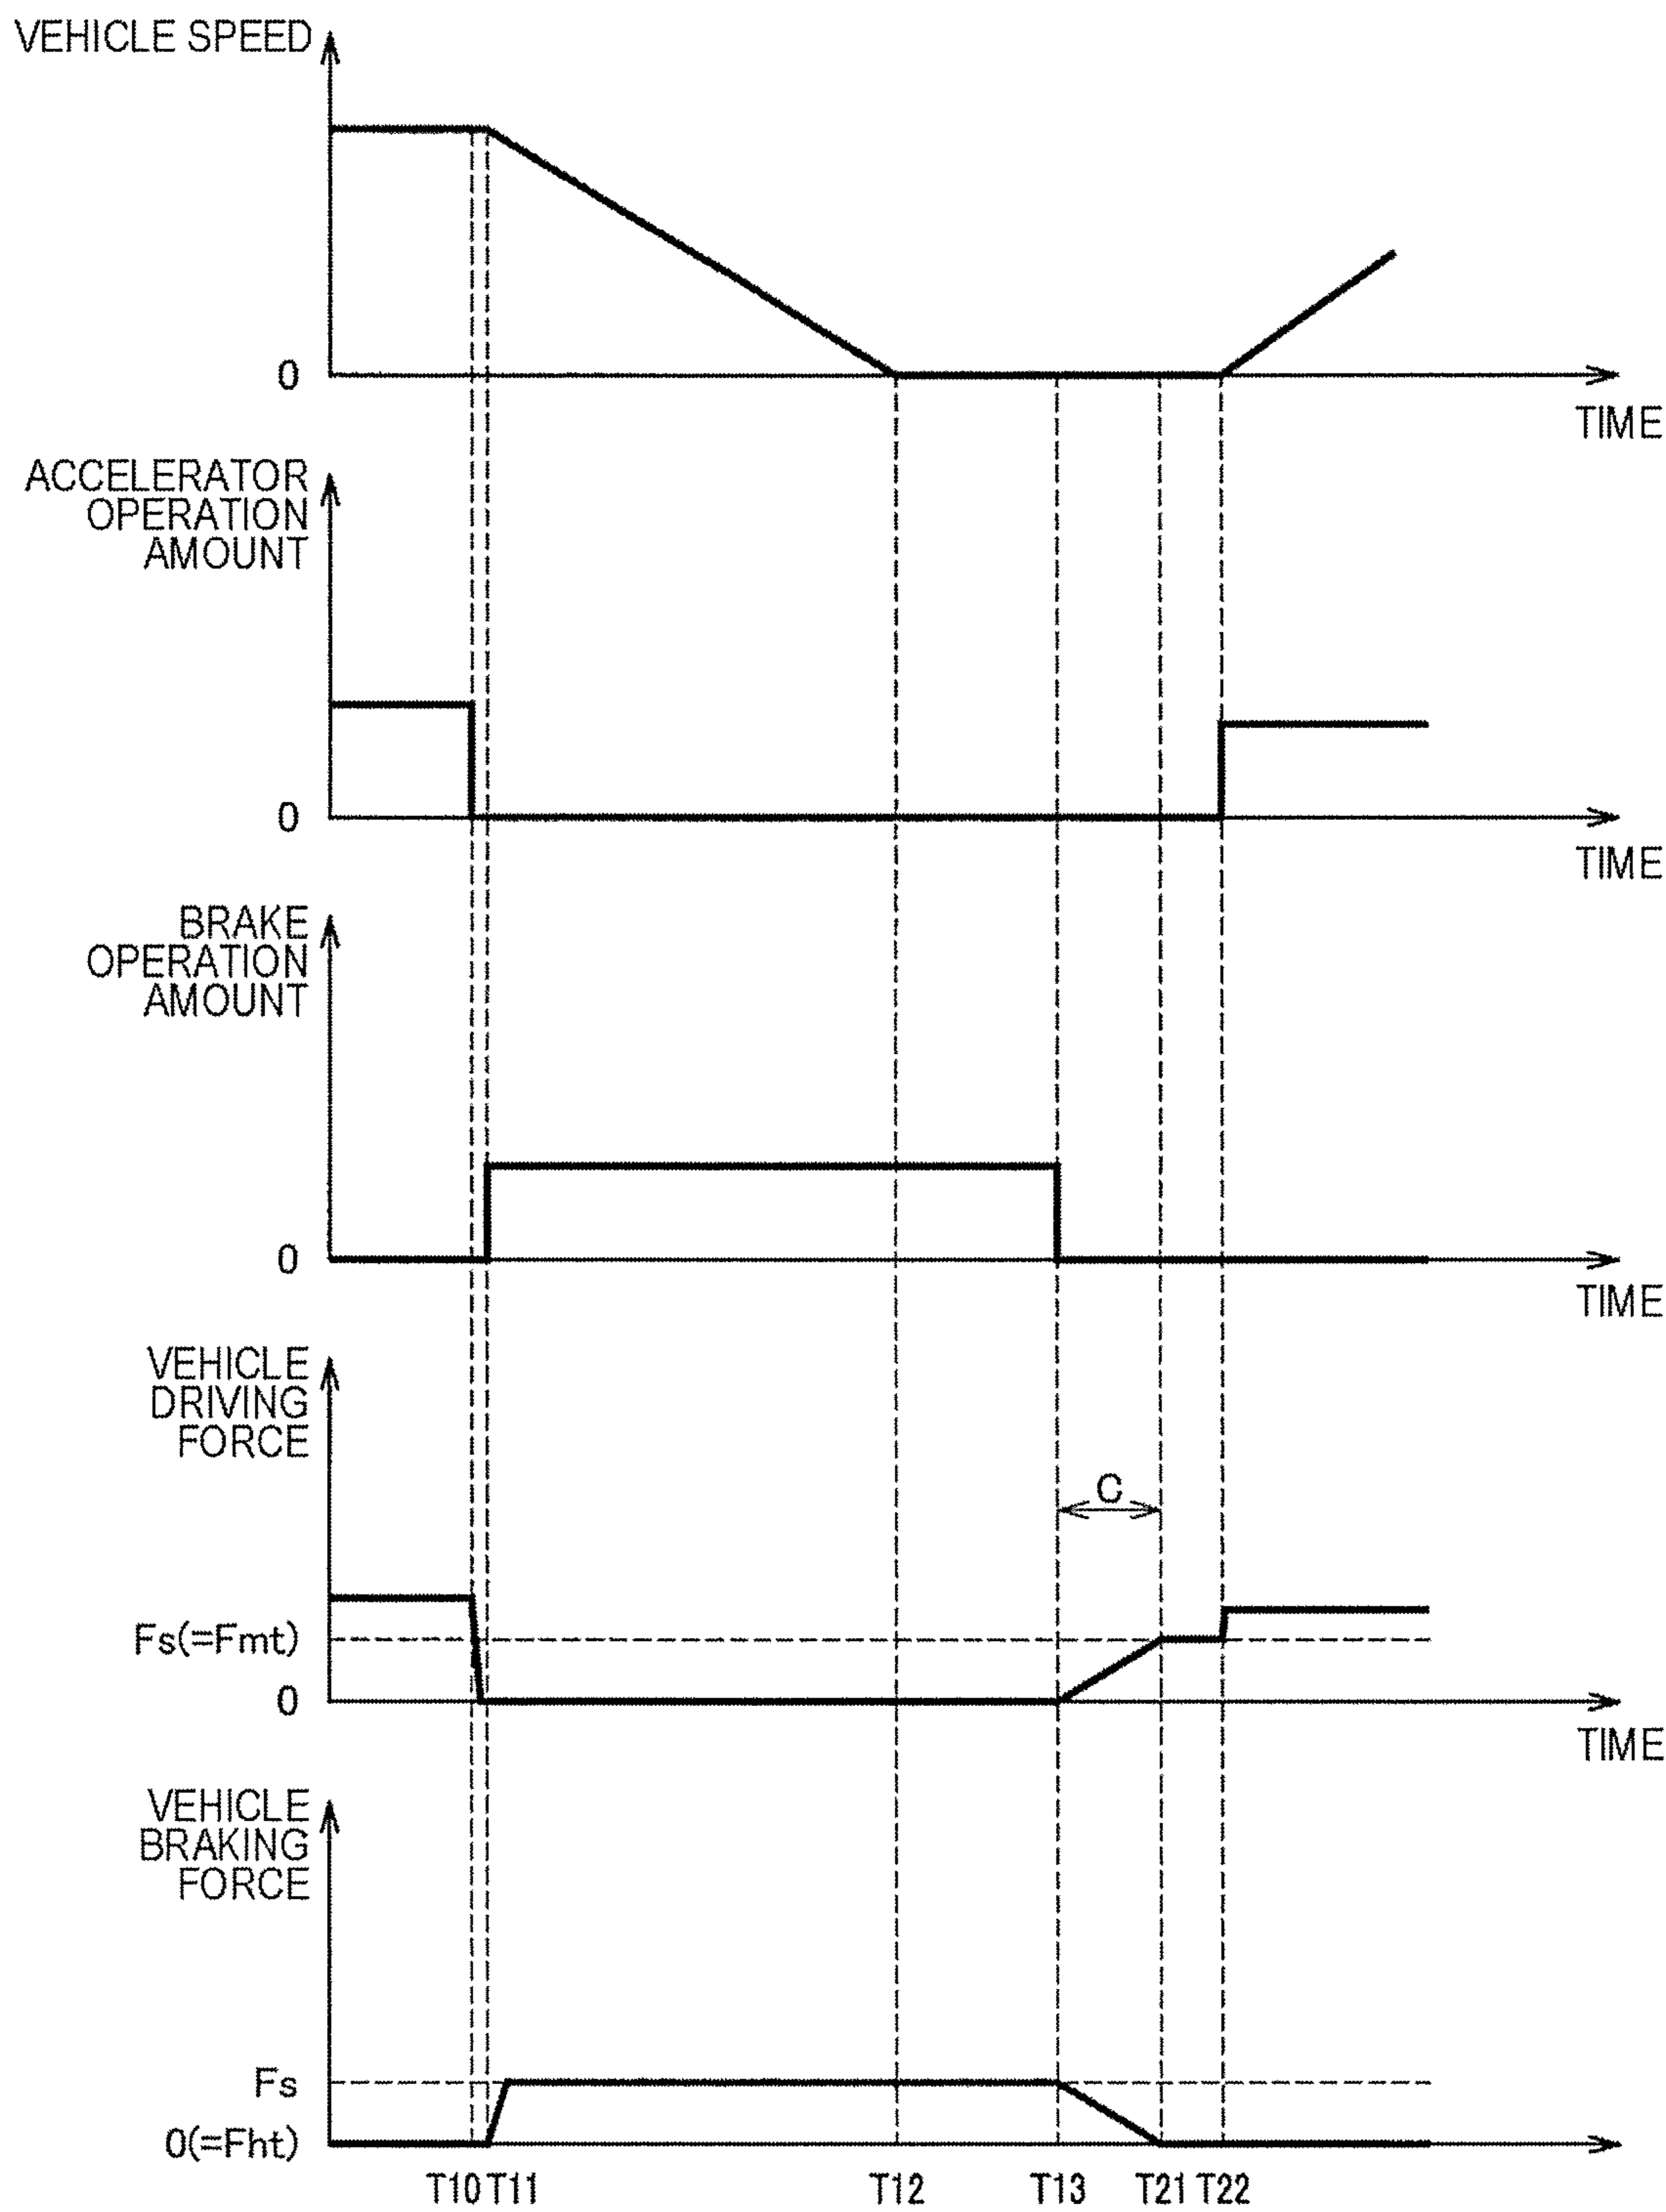 VEHICLE SPEED
0
TIME
ACCELERATOR
OPERATION
AMOUNT
0
TIME
BRAKE
OPERATION
AMOUNT
0
TIME
VEHICLE
DRIVING
FORCE
C
Fs(=Fmt)
0
TIME
VEHICLE
BRAKING
FORCE
Fs
0(=Fht)
T10 T11 T12 T13 T21 T22